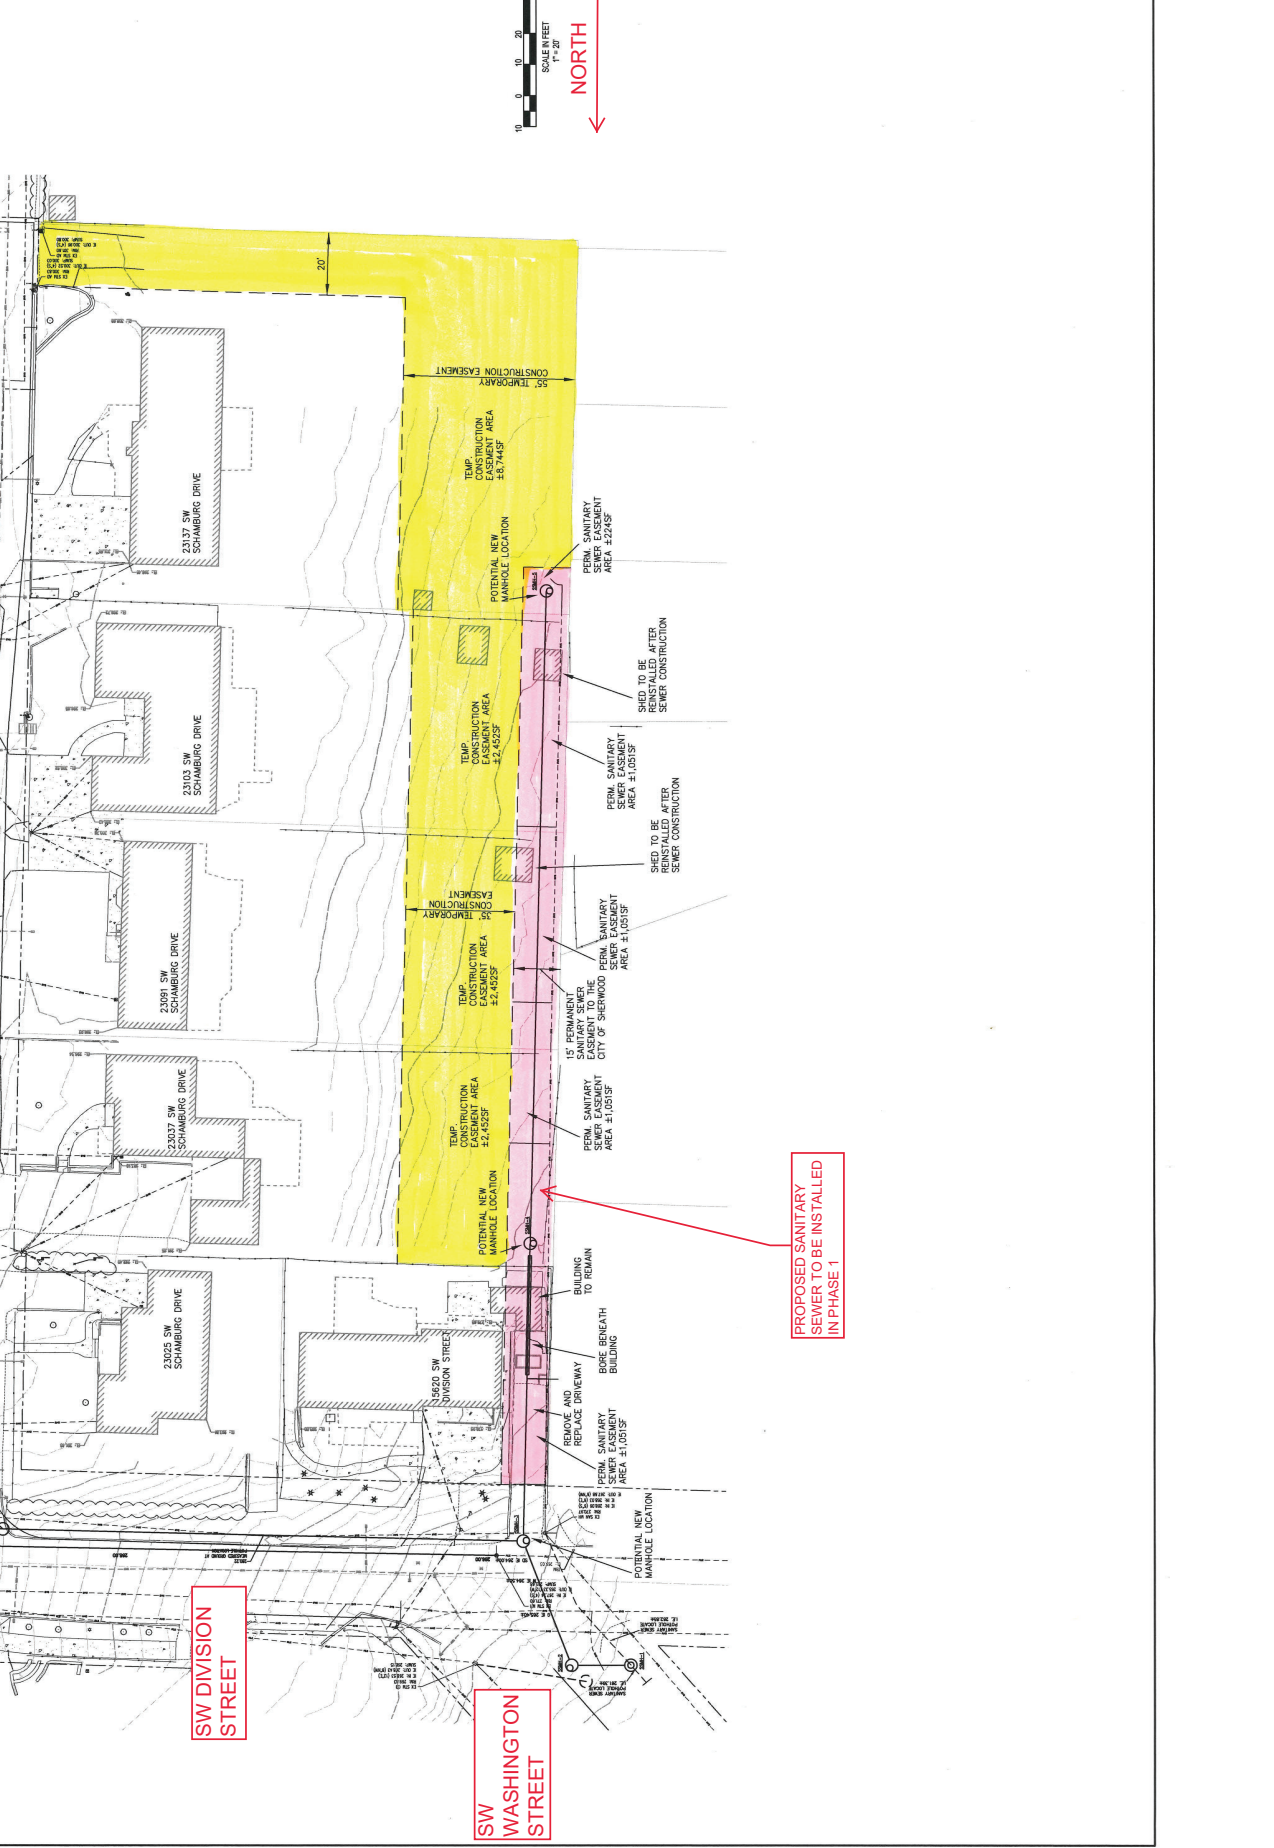 10
0
10
20
SCALE IN FEET
1" = 20'
NORTH
20'
55' TEMPORARY
CONSTRUCTION EASEMENT
TEMP.
CONSTRUCTION
EASEMENT AREA
±8,744SF
23137 SW
SCHAMBURG DRIVE
POTENTIAL NEW
MANHOLE LOCATION
PERM. SANITARY
SEWER EASEMENT
AREA ±224SF
SHED TO BE
REINSTALLED AFTER
SEWER CONSTRUCTION
23103 SW
SCHAMBURG DRIVE
TEMP.
CONSTRUCTION
EASEMENT AREA
±2,452SF
PERM. SANITARY
SEWER EASEMENT
AREA ±1,051SF
SHED TO BE
REINSTALLED AFTER
SEWER CONSTRUCTION
35' TEMPORARY
CONSTRUCTION
EASEMENT
23091 SW
SCHAMBURG DRIVE
TEMP.
CONSTRUCTION
EASEMENT AREA
±2,452SF
PERM. SANITARY
SEWER EASEMENT
AREA ±1,051SF
15' PERMANENT
SANITARY SEWER
EASEMENT TO THE
CITY OF SHERWOOD
23037 SW
SCHAMBURG DRIVE
TEMP.
CONSTRUCTION
EASEMENT AREA
±2,452SF
PERM. SANITARY
SEWER EASEMENT
AREA ±1,051SF
POTENTIAL NEW
MANHOLE LOCATION
PROPOSED SANITARY
SEWER TO BE INSTALLED
IN PHASE 1
BUILDING
TO REMAIN
23025 SW
SCHAMBURG DRIVE
15620 SW
DIVISION STREET
BORE BENEATH
BUILDING
REMOVE AND
REPLACE DRIVEWAY
PERM. SANITARY
SEWER EASEMENT
AREA ±1,051SF
POTENTIAL NEW
MANHOLE LOCATION
SW DIVISION
STREET
SW
WASHINGTON
STREET